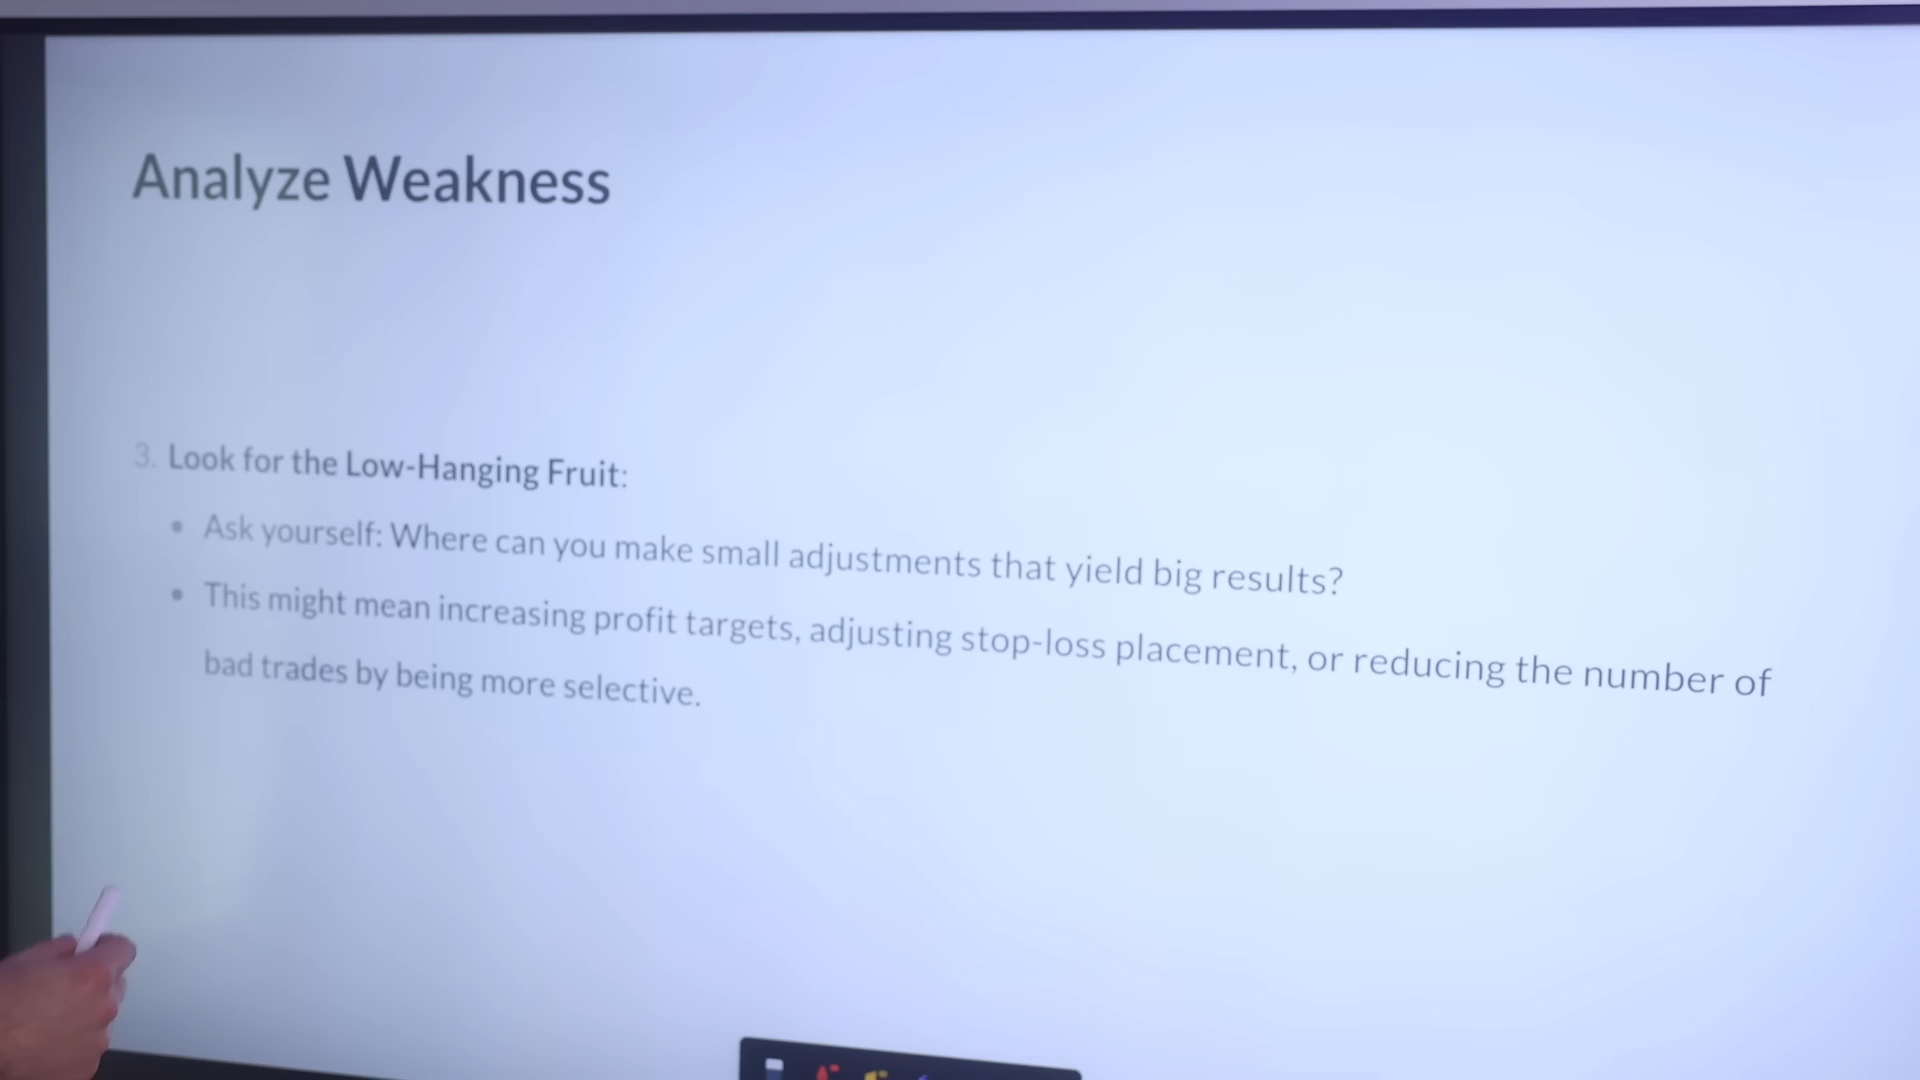 Analyze Weakness
3. Look for the Low-Hanging Fruit:
• Ask yourself: Where can you make small adjustments that yield big results?
• This might mean increasing profit targets, adjusting stop-loss placement, or reducing the number of
bad trades by being more selective.